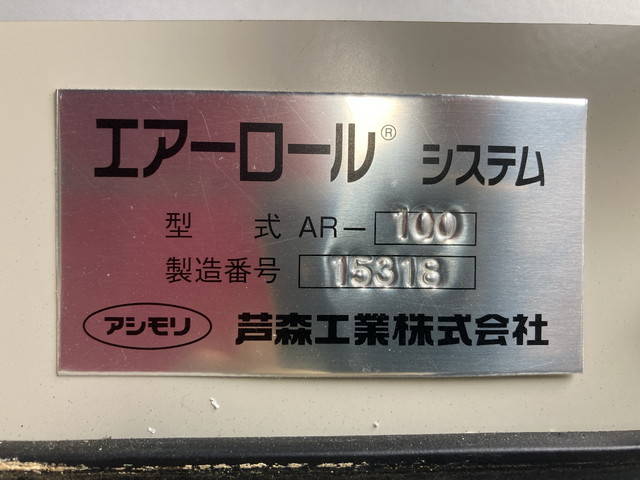 エアーロール® システム
型 式 AR-100
製造番号 15318
アシモリ 芦森工業株式会社